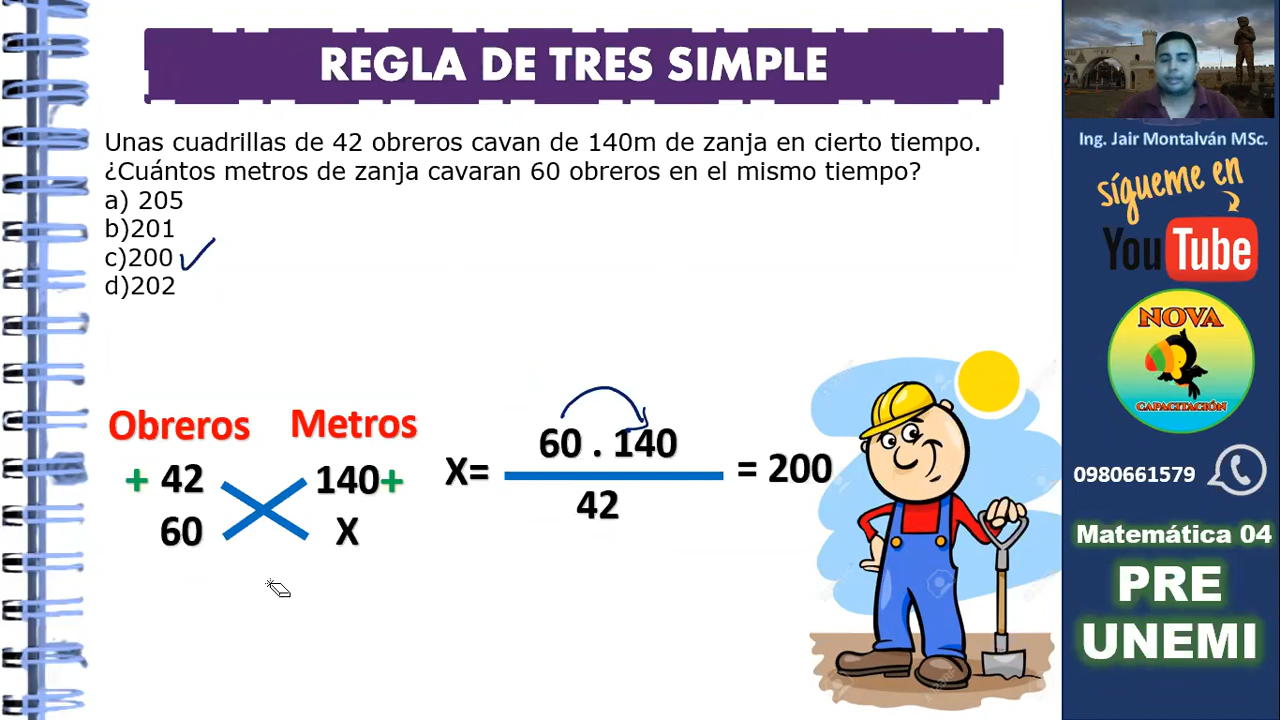 REGLA DE TRES SIMPLE
Unas cuadrillas de 42 obreros cavan de 140m de zanja en cierto tiempo.
¿Cuántos metros de zanja cavaran 60 obreros en el mismo tiempo?
a) 205
b)201
c)200
d)202
Obreros Metros
+ 42 140+
60 X
X= 60 . 140 = 200
42
Ing. Jair Montalván MSc.
sígueme en
YouTube
NOVA
CAPACITACIÓN
0980661579
Matemática 04
PRE
UNEMI